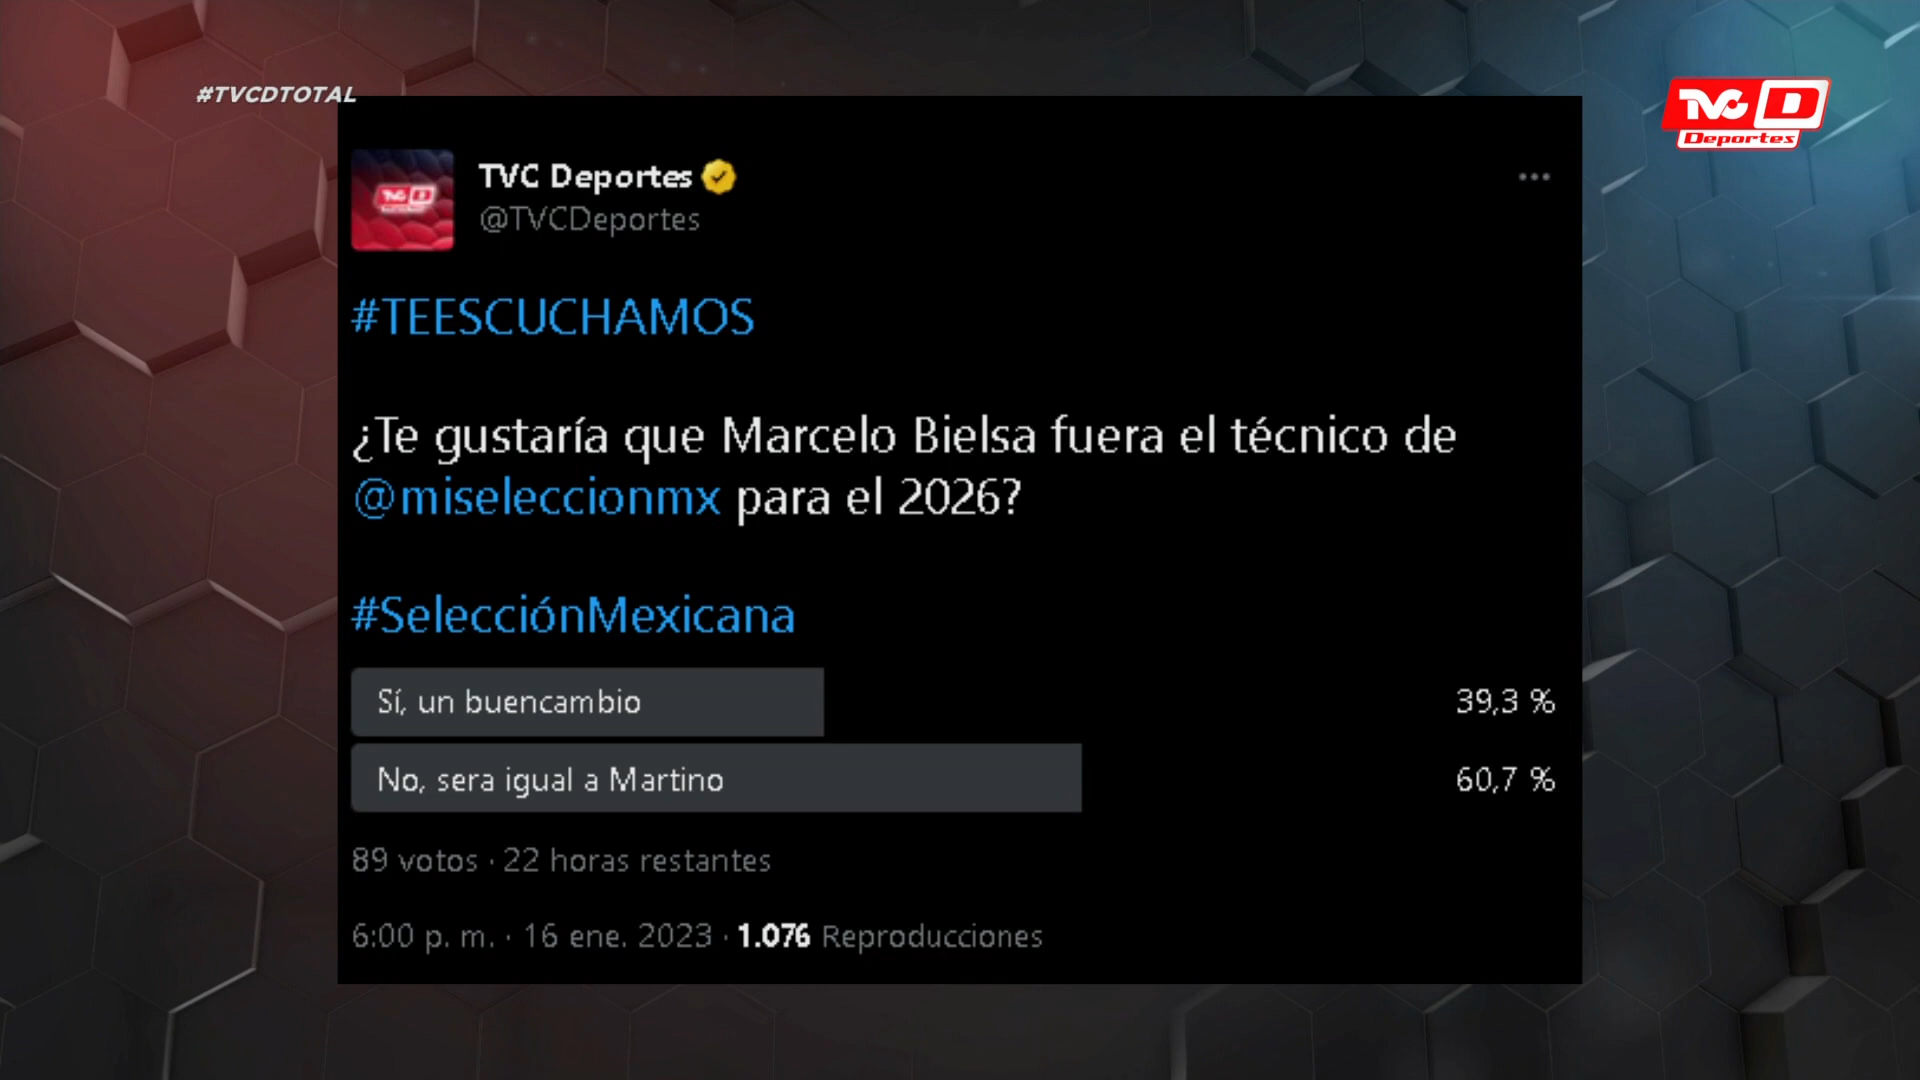 #TVCDTOTAL
TVC D
Deportes
TVC D
TVC Deportes
@TVCDeportes
#TEESCUCHAMOS
¿Te gustaría que Marcelo Bielsa fuera el técnico de
@miseleccionmx para el 2026?
#SelecciónMexicana
Sí, un buencambio 39,3 %
No, sera igual a Martino 60,7 %
89 votos · 22 horas restantes
6:00 p. m. · 16 ene. 2023 · 1.076 Reproducciones